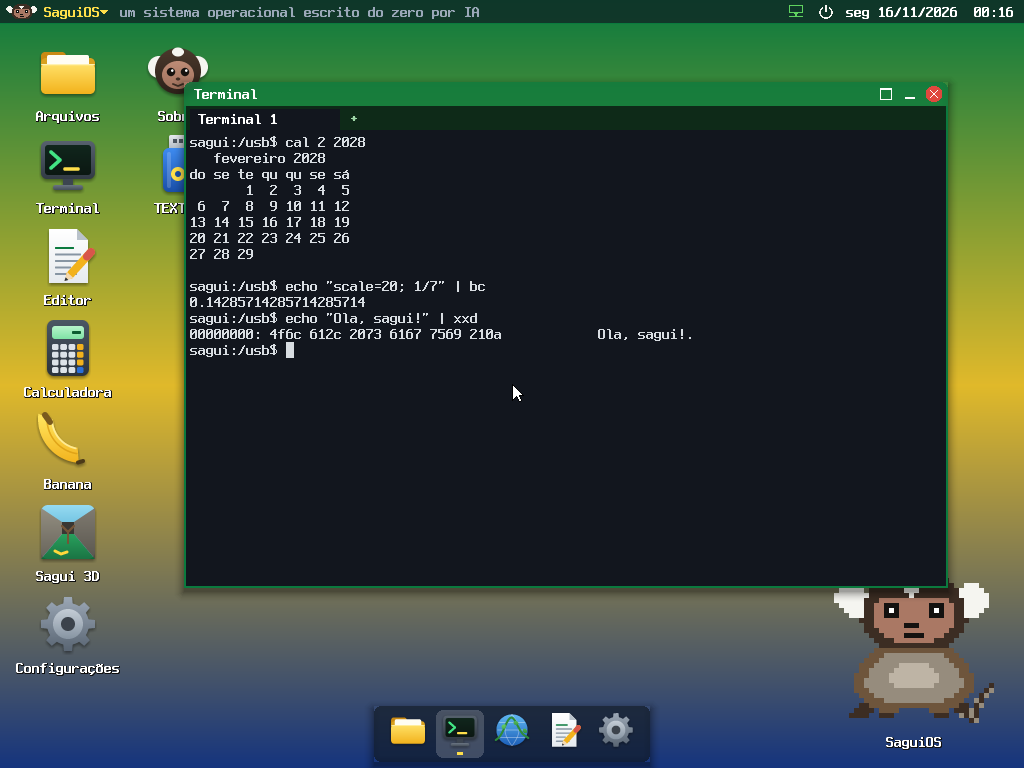 SaguiOS um sistema operacional escrito do zero por IA seg 16/11/2026 00:16
Arquivos
Terminal
Editor
Calculadora
Banana
Sagui 3D
Configurações
Terminal
Terminal 1 +
sagui:/usb$ cal 2 2028
   fevereiro 2028
do se te qu qu se sá
       1  2  3  4  5
 6  7  8  9 10 11 12
13 14 15 16 17 18 19
20 21 22 23 24 25 26
27 28 29
sagui:/usb$ echo "scale=20; 1/7" | bc
0.14285714285714285714
sagui:/usb$ echo "Ola, sagui!" | xxd
00000000: 4f6c 612c 2073 6167 7569 210a            Ola, sagui!.
sagui:/usb$
SaguiOS